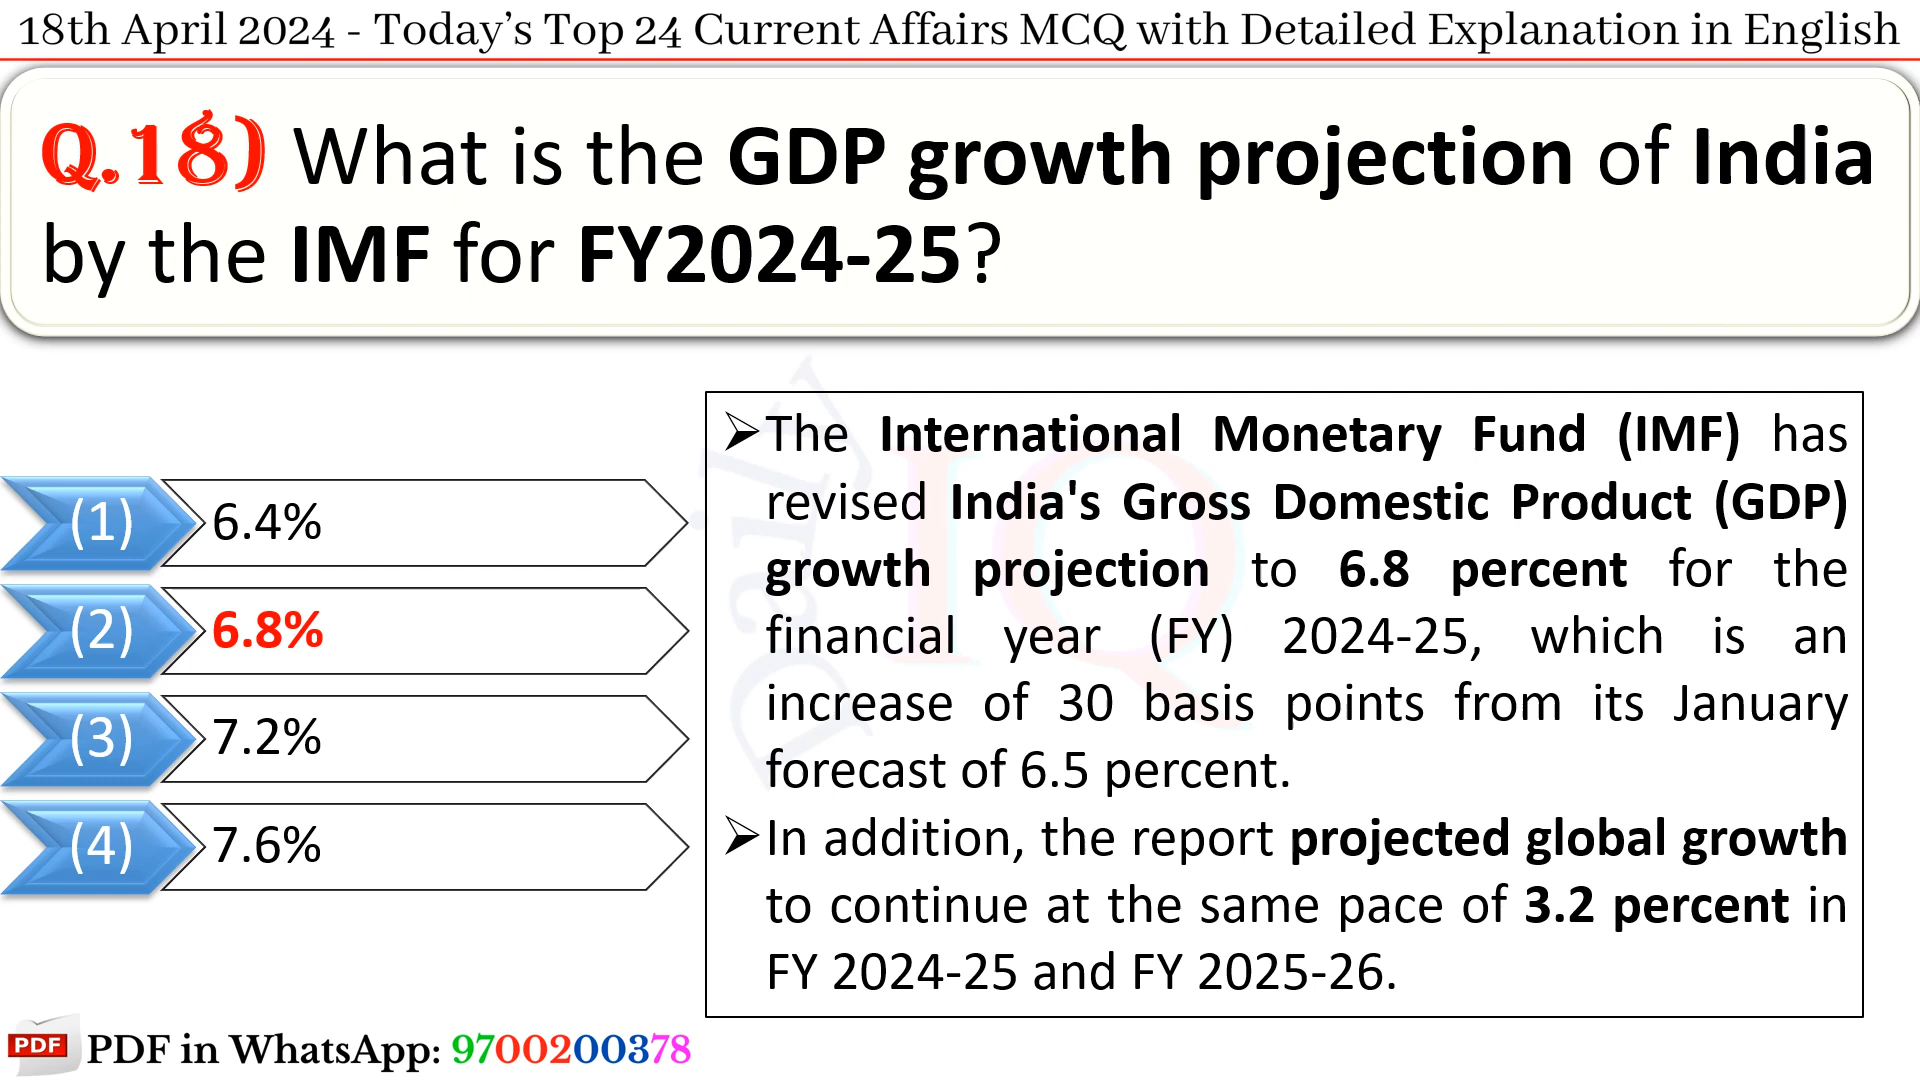 18th April 2024 - Today's Top 24 Current Affairs MCQ with Detailed Explanation in English
Q.18) What is the GDP growth projection of India
by the IMF for FY2024-25?
(1) 6.4%
(2) 6.8%
(3) 7.2%
(4) 7.6%
➢The International Monetary Fund (IMF) has
revised India's Gross Domestic Product (GDP)
growth projection to 6.8 percent for the
financial year (FY) 2024-25, which is an
increase of 30 basis points from its January
forecast of 6.5 percent.
➢In addition, the report projected global growth
to continue at the same pace of 3.2 percent in
FY 2024-25 and FY 2025-26.
Daily IQ
PDF PDF in WhatsApp: 9700200378